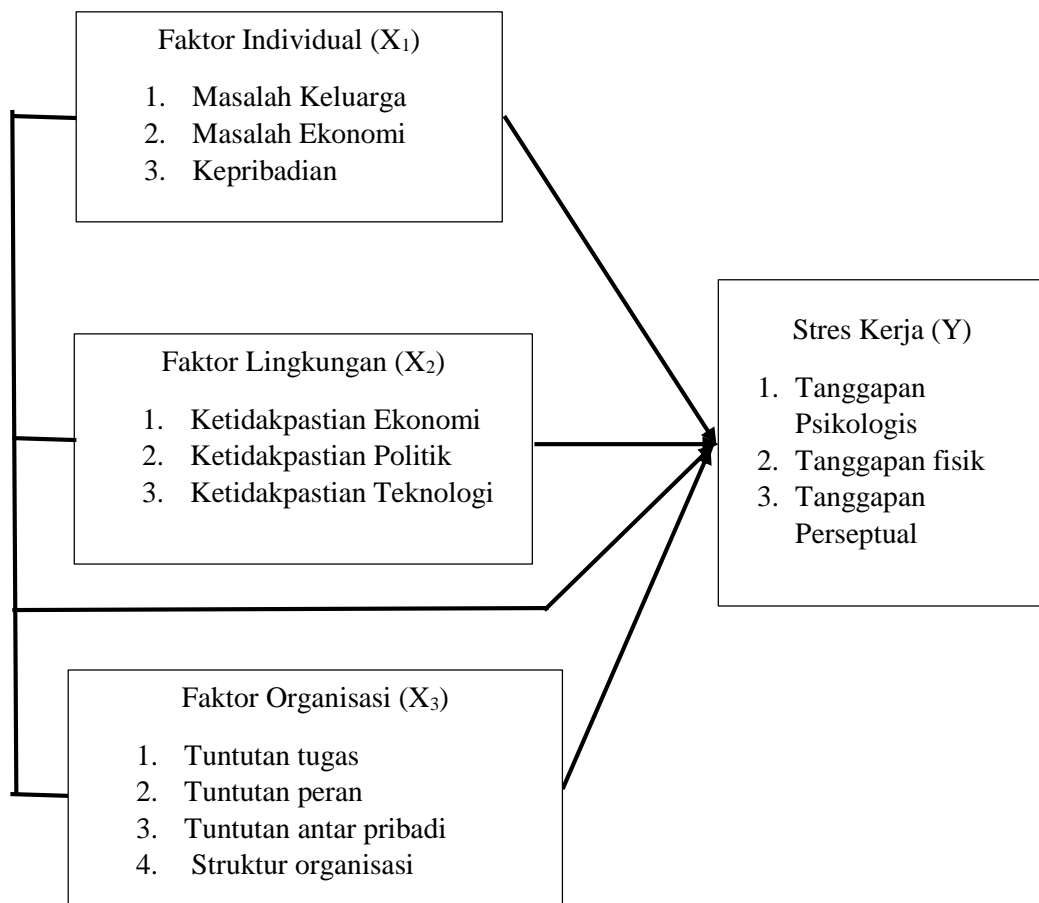 Faktor Individual (X₁)
1. Masalah Keluarga
2. Masalah Ekonomi
3. Kepribadian
Faktor Lingkungan (X₂)
1. Ketidakpastian Ekonomi
2. Ketidakpastian Politik
3. Ketidakpastian Teknologi
Stres Kerja (Y)
1. Tanggapan
Psikologis
2. Tanggapan fisik
3. Tanggapan
Perseptual
Faktor Organisasi (X₃)
1. Tuntutan tugas
2. Tuntutan peran
3. Tuntutan antar pribadi
4. Struktur organisasi